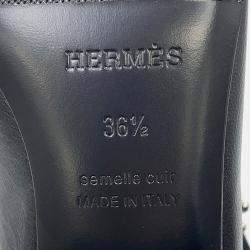 HERMÈS
36½
semelle cuir
MADE IN ITALY